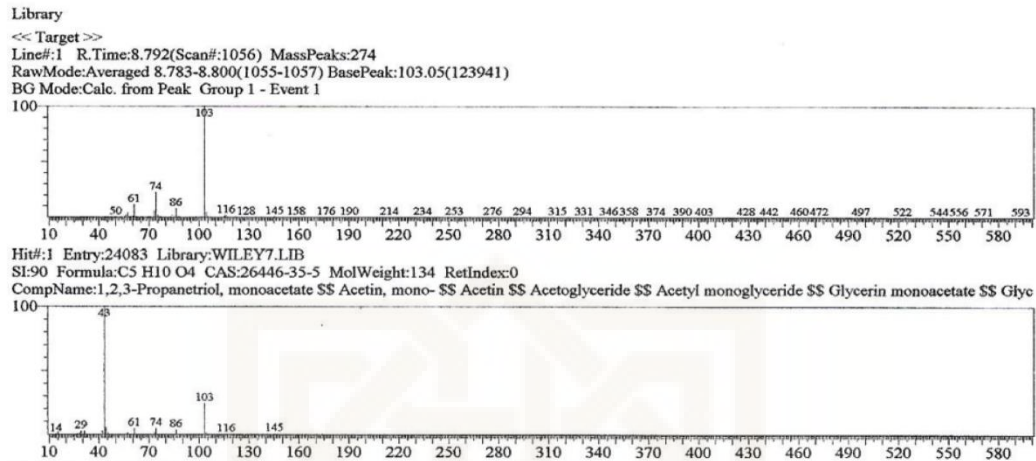 Library
<< Target >>
Line#:1 R.Time:8.792(Scan#:1056) MassPeaks:274
RawMode:Averaged 8.783-8.800(1055-1057) BasePeak:103.05(123941)
BG Mode:Calc. from Peak Group 1 - Event 1
100
103
74
61
50 86 116 128 145 158 176 190 214 234 253 276 294 315 331 346 358 374 390 403 428 442 460 472 497 522 544 556 571 593
10 40 70 100 130 160 190 220 250 280 310 340 370 400 430 460 490 520 550 580
Hit#:1 Entry:24083 Library:WILEY7.LIB
SI:90 Formula:C5 H10 O4 CAS:26446-35-5 MolWeight:134 RetIndex:0
CompName:1,2,3-Propanetriol, monoacetate $$ Acetin, mono- $$ Acetin $$ Acetoglyceride $$ Acetyl monoglyceride $$ Glycerin monoacetate $$ Glyc
100
43
103
14 29 61 74 86 116 145
10 40 70 100 130 160 190 220 250 280 310 340 370 400 430 460 490 520 550 580